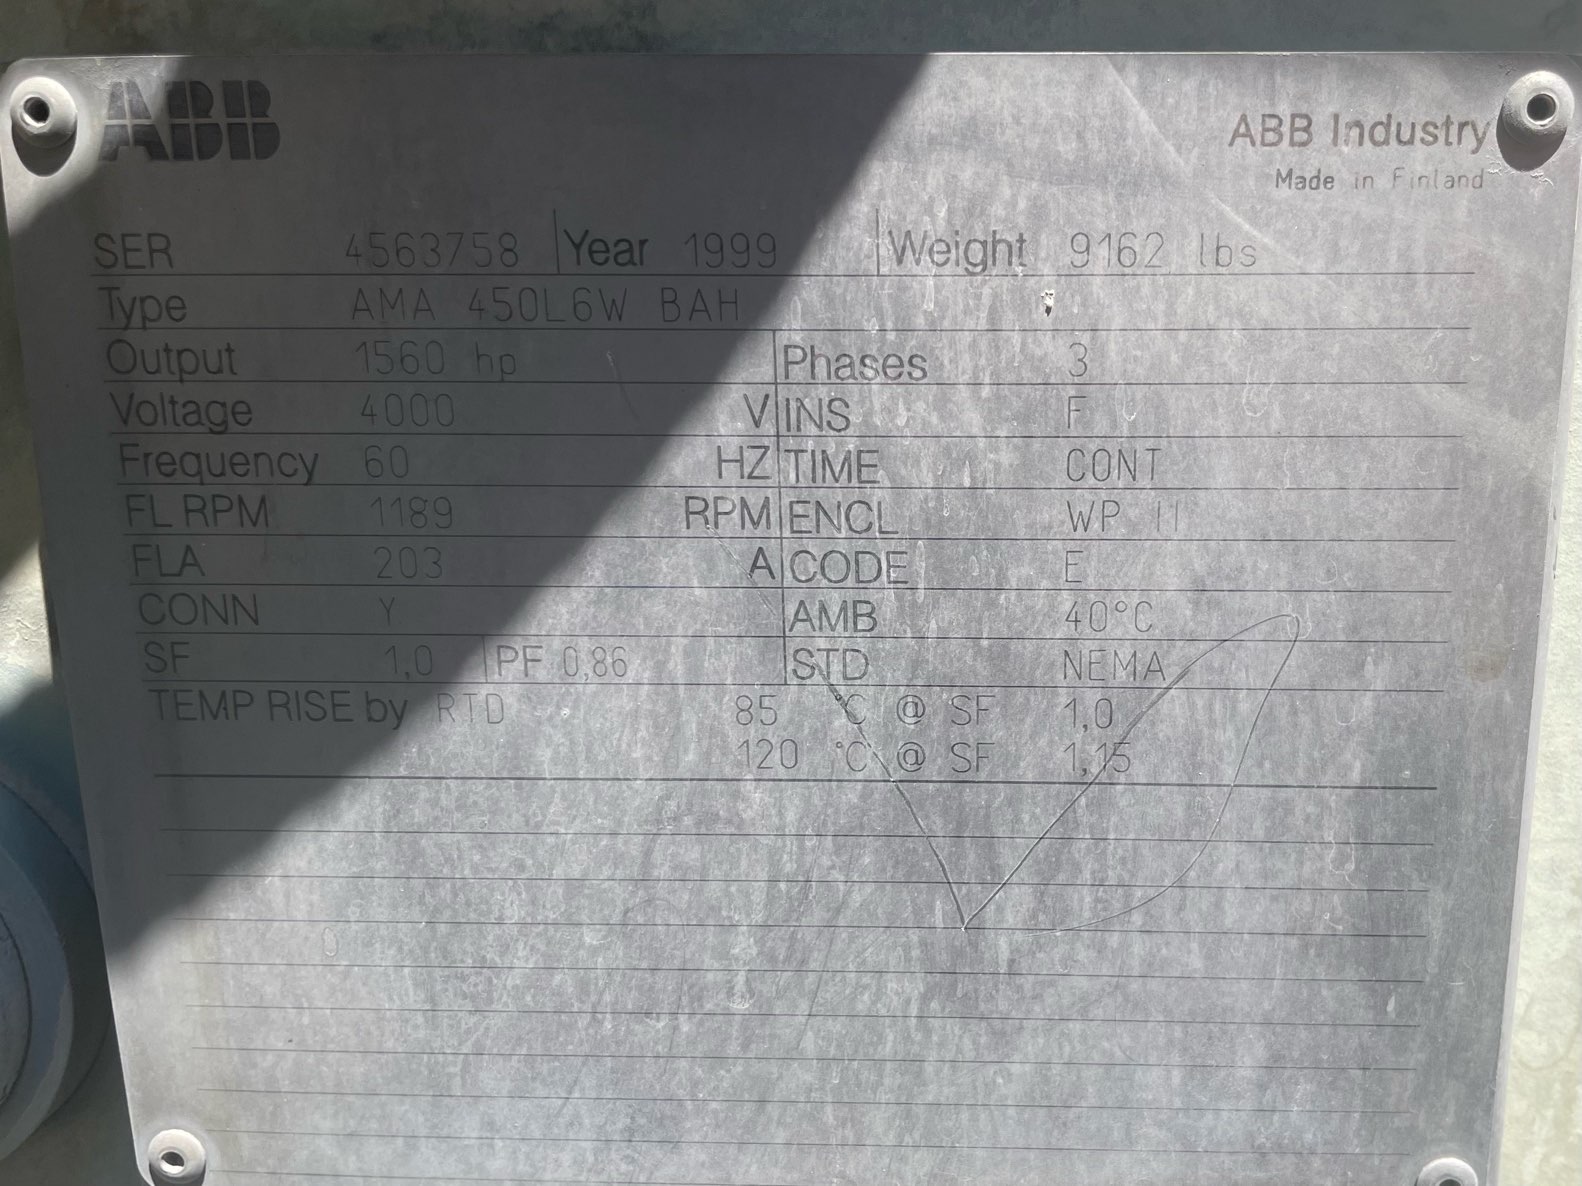 ABB
ABB Industry
Made in Finland
SER 4563758 Year 1999 Weight 9162 lbs
Type AMA 450L6W BAH
Output 1560 hp Phases 3
Voltage 4000 V INS F
Frequency 60 HZ TIME CONT
FL RPM 1189 RPM ENCL WP II
FLA 203 A CODE E
CONN Y AMB 40°C
SF 1,0 PF 0,86 STD NEMA
TEMP RISE by RTD 85 °C @ SF 1,0
120 °C @ SF 1,15
0